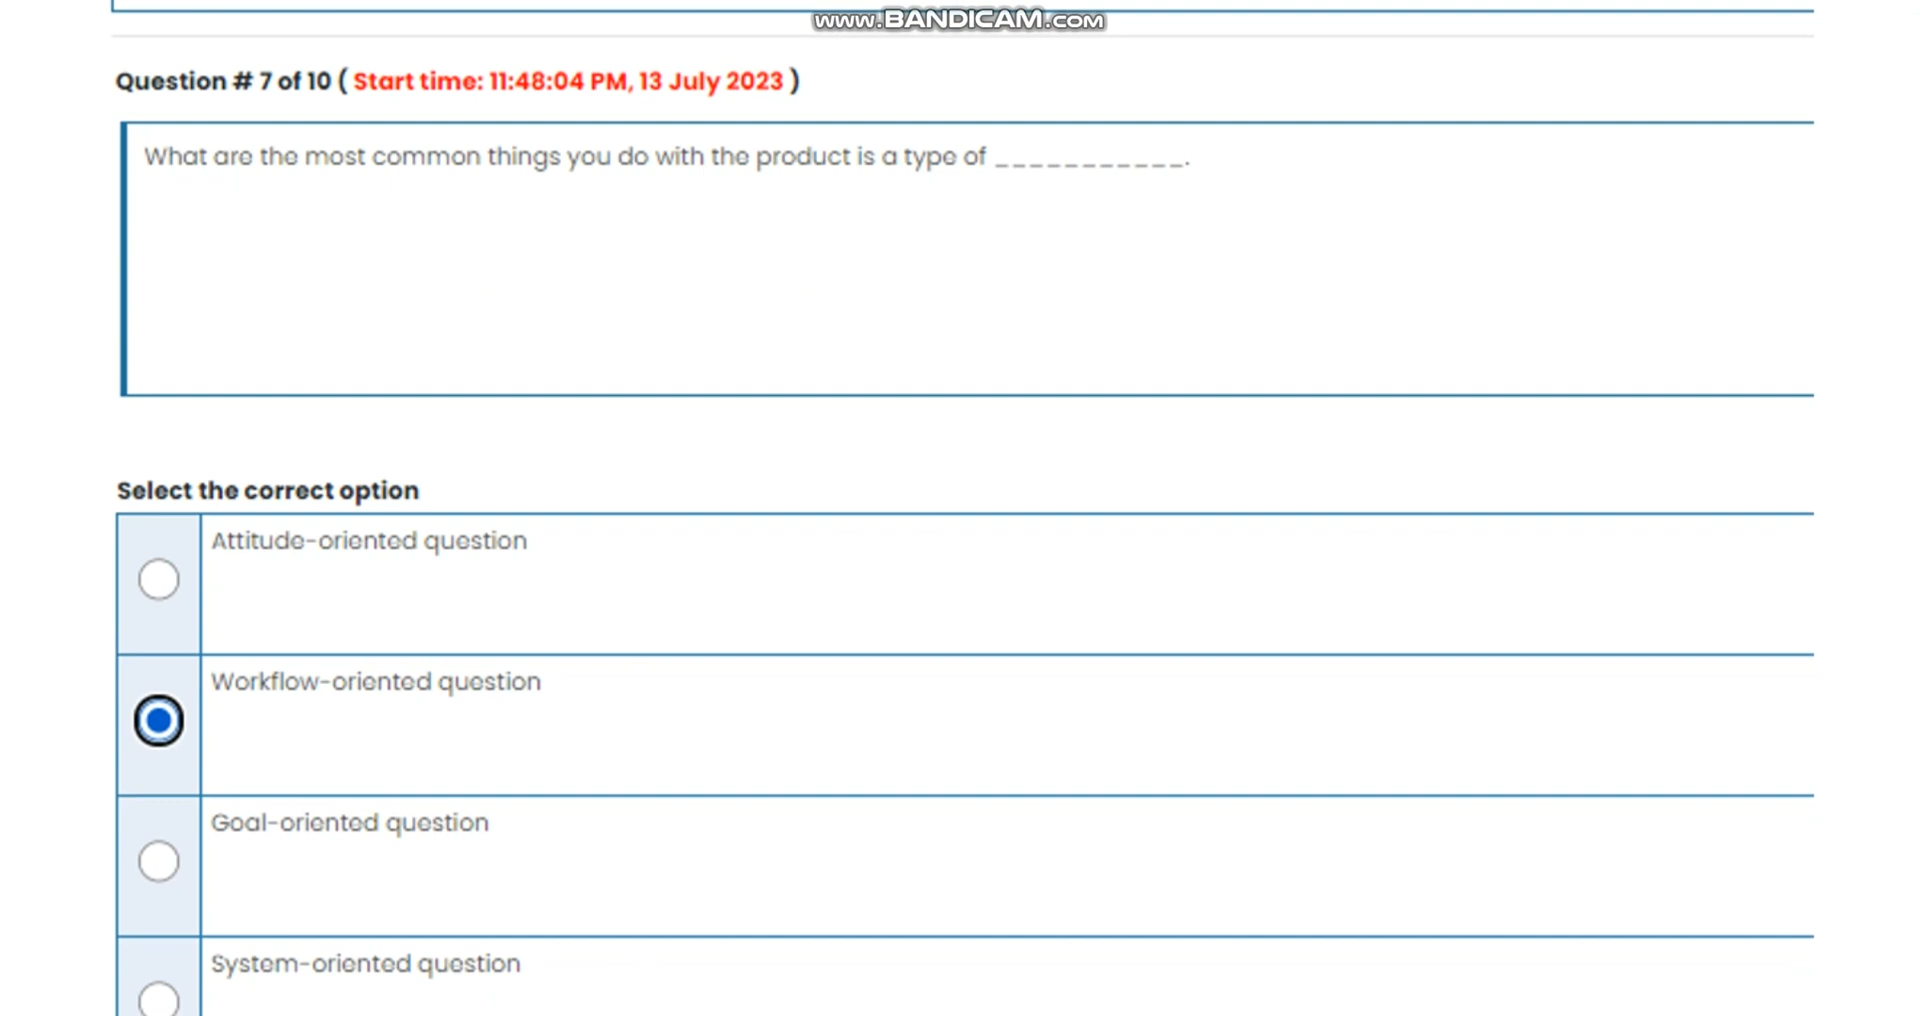 www.BANDICAM.com
Question # 7 of 10 ( Start time: 11:48:04 PM, 13 July 2023 )
What are the most common things you do with the product is a type of ___________.
Select the correct option
Attitude-oriented question
Workflow-oriented question
Goal-oriented question
System-oriented question